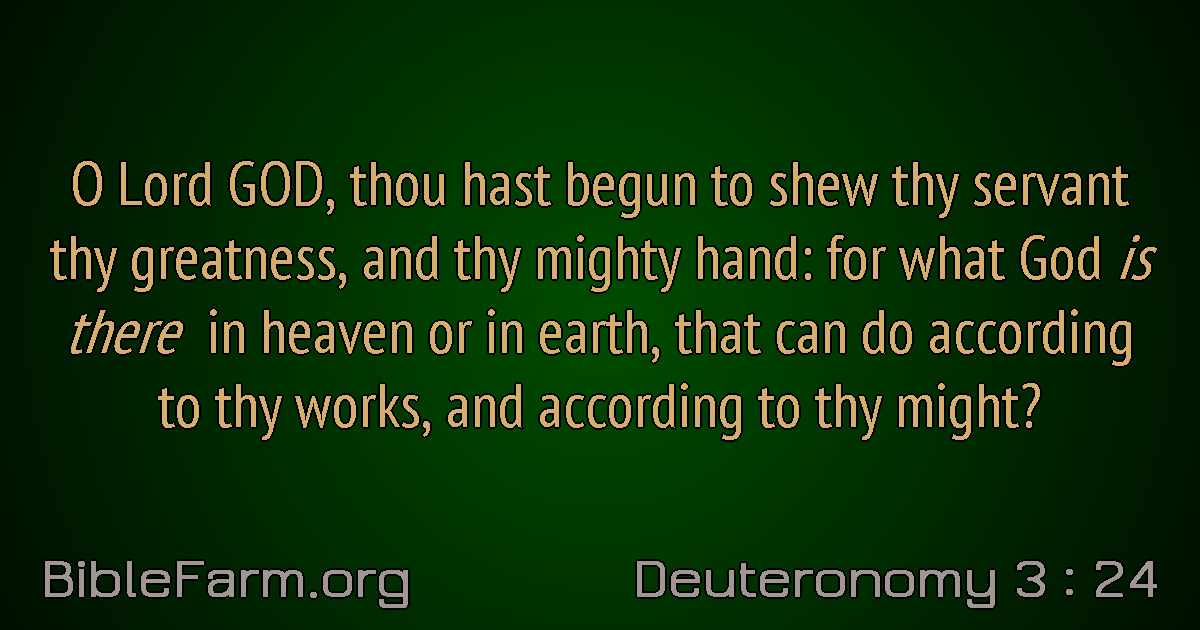 O Lord GOD, thou hast begun to shew thy servant
thy greatness, and thy mighty hand: for what God is
there in heaven or in earth, that can do according
to thy works, and according to thy might?
BibleFarm.org
Deuteronomy 3 : 24